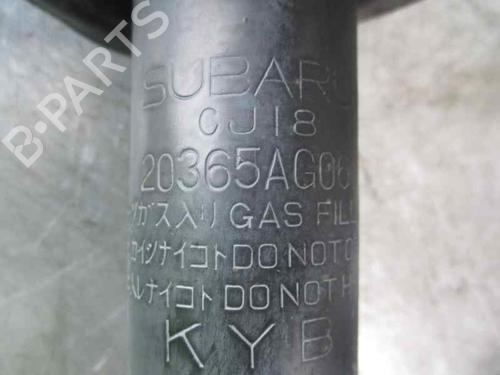 SUBARU
CJ18
20365AG06
ガス入り GAS FILL
ナイコト DO NOT O
ナイコト DO NOT H
KYB
B-PARTS